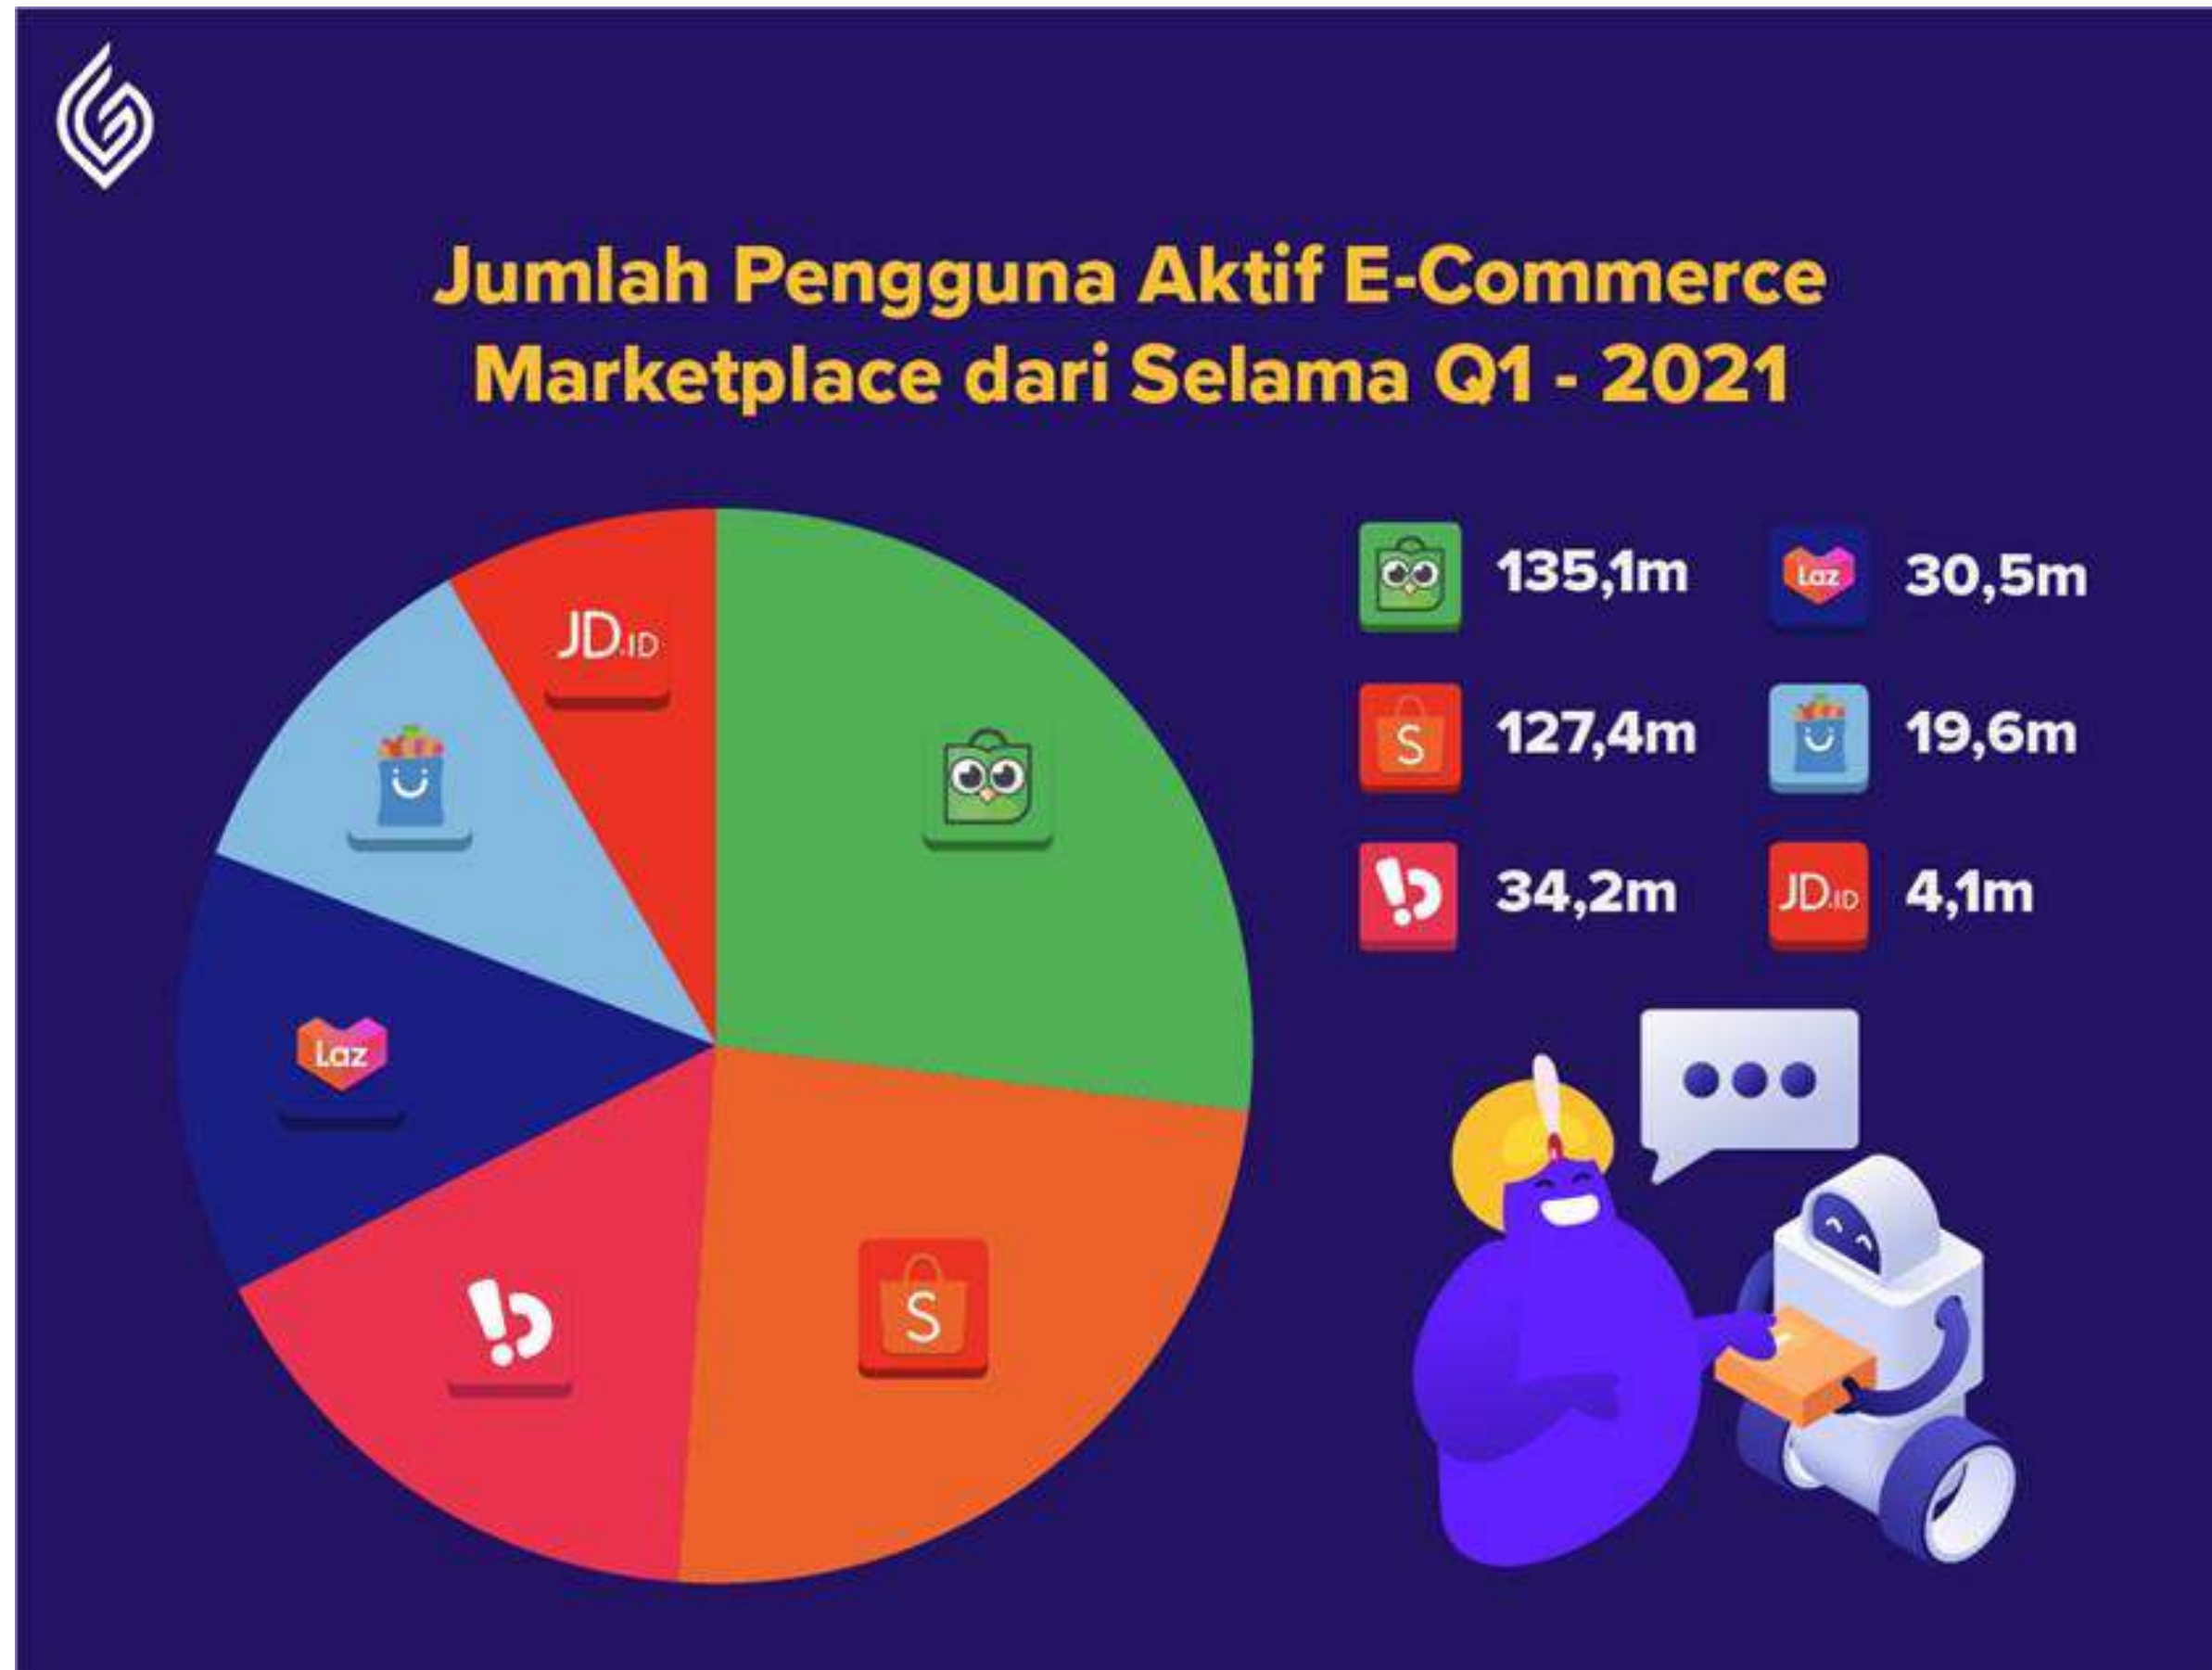 Jumlah Pengguna Aktif E-Commerce
Marketplace dari Selama Q1 - 2021
JD.ID
Laz
S
135,1m
Laz 30,5m
S 127,4m
19,6m
34,2m
JD.ID 4,1m